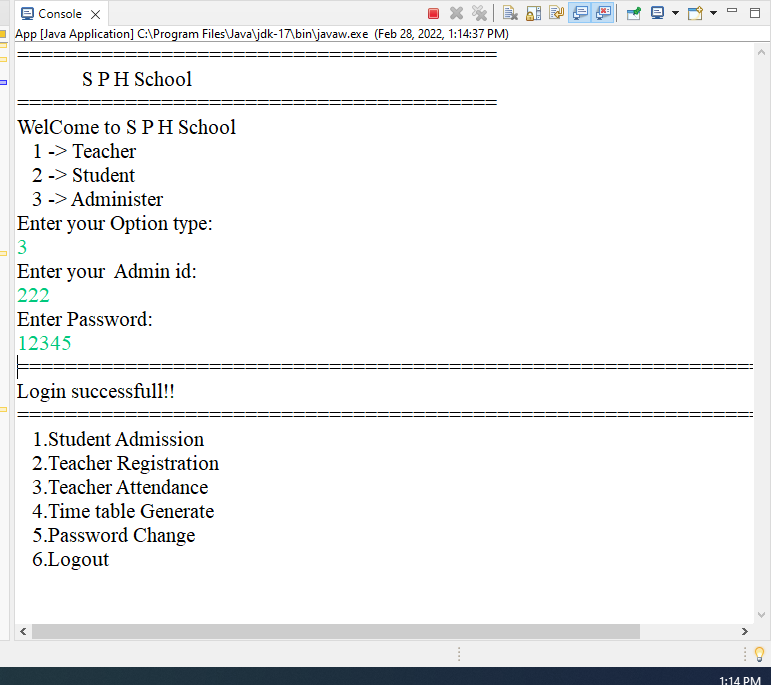 Console
App [Java Application] C:\Program Files\Java\jdk-17\bin\javaw.exe (Feb 28, 2022, 1:14:37 PM)
========================================
S P H School
========================================
WelCome to S P H School
1 -> Teacher
2 -> Student
3 -> Administer
Enter your Option type:
3
Enter your  Admin id:
222
Enter Password:
12345
==============================================================
Login successfull!!
==============================================================
1.Student Admission
2.Teacher Registration
3.Teacher Attendance
4.Time table Generate
5.Password Change
6.Logout
1:14 PM